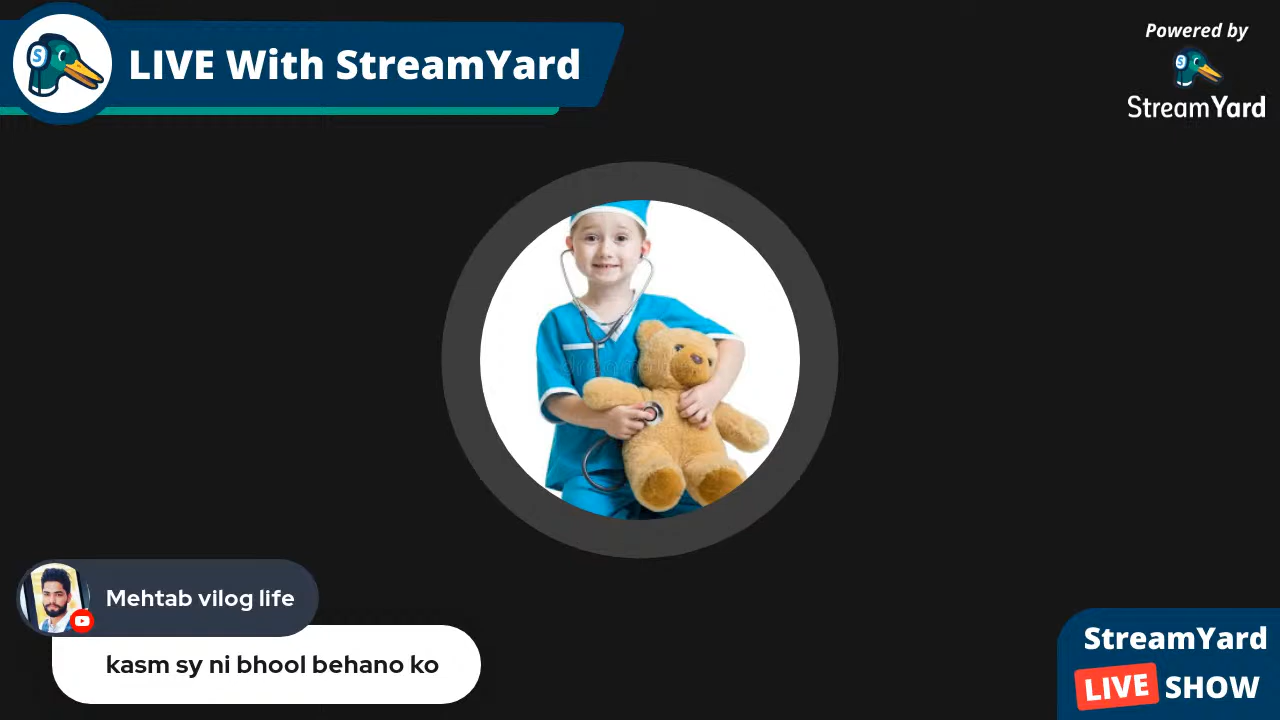 LIVE With StreamYard
Powered by
StreamYard
Mehtab vilog life
kasm sy ni bhool behano ko
StreamYard
LIVE SHOW